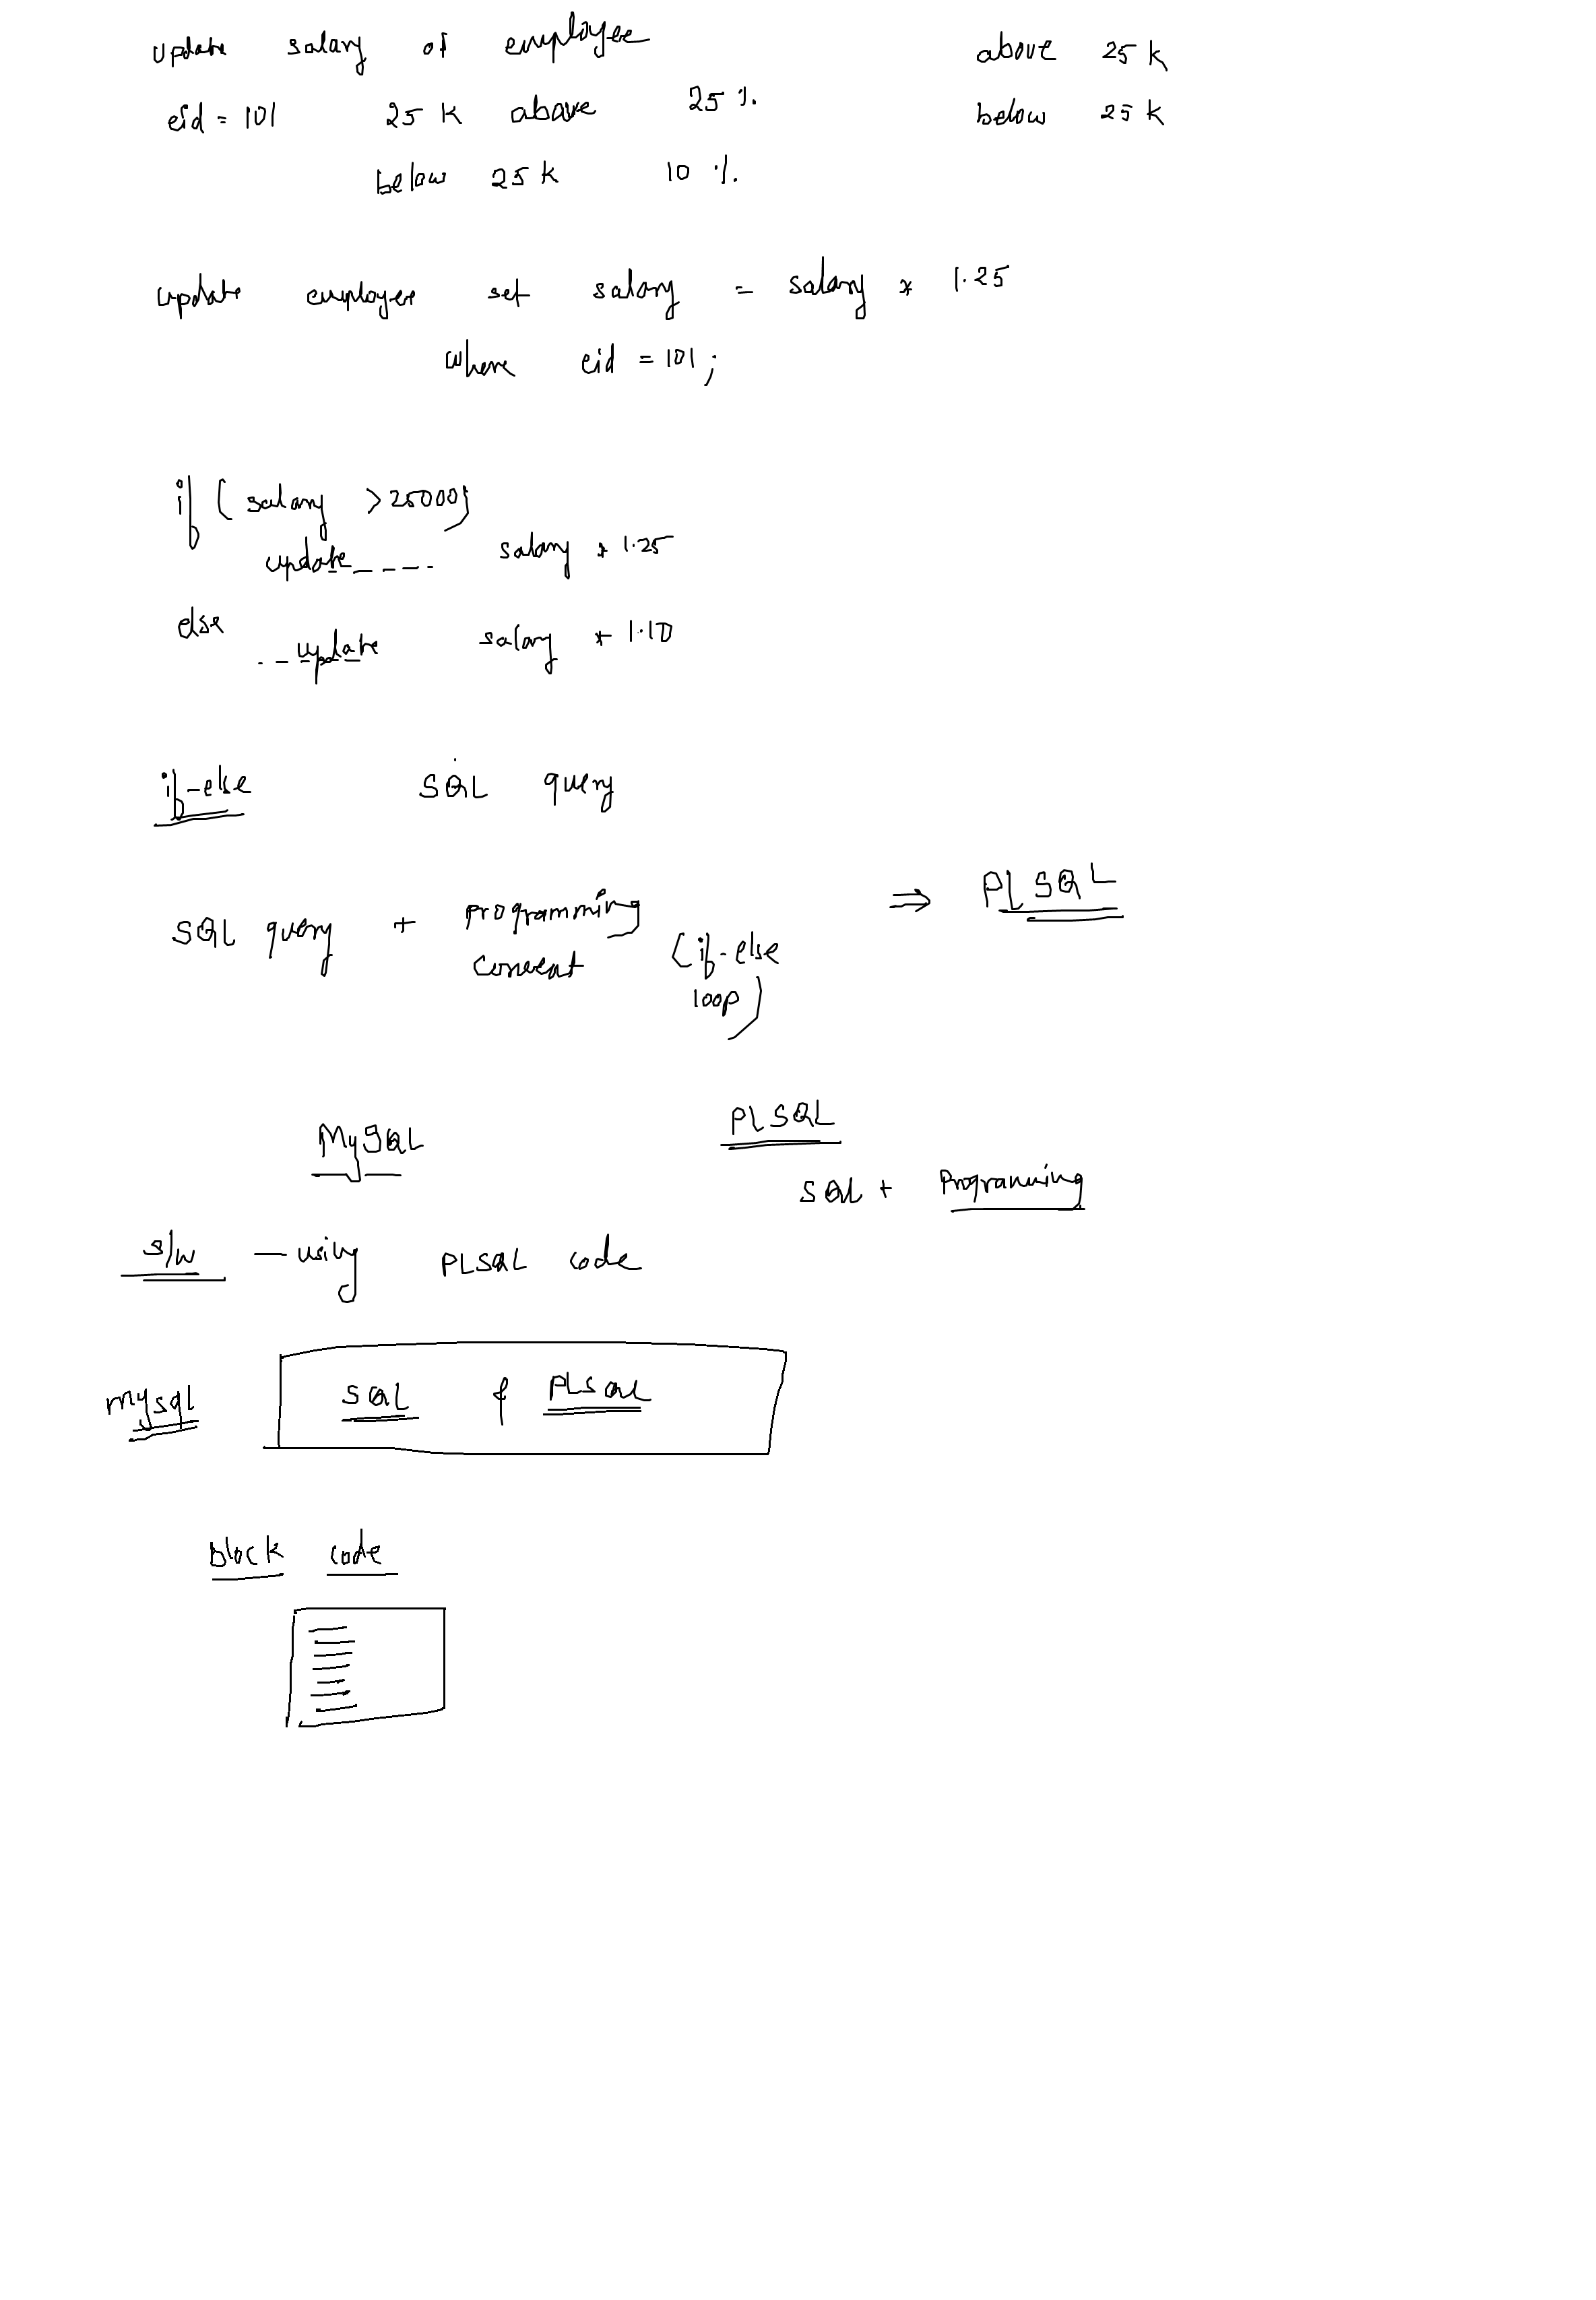 update salary of employee above 25 k
eid = 101 25 k above 25 %. below 25 k
below 25 k 10 %.
update employee set salary = salary * 1.25
where eid = 101 ;
if ( salary > 25000)
update_ _ _ _ . salary * 1.25
else
. . _ update salary * 1.10
if-else SQL query
SQL query + programming ⇒ PLSQL
(if-else
loop)
MySQL PLSQL
SQL + Programming
s/w — using PLSQL code
mysql SQL & PLSQL
block code